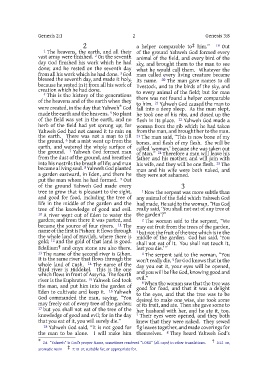 Genesis 2:1 2 Genesis 3:8
2
1 The heavens, the earth, and all their
vast array were finished. 2 On the seventh
day God finished his work which he had
done; and he rested on the seventh day
from all his work which he had done. 3 God
blessed the seventh day, and made it holy,
because he rested in it from all his work of
creation which he had done.
4 This is the history of the generations
of the heavens and of the earth when they
were created, in the day that Yahweh God
made the earth and the heavens. 5 No plant
of the field was yet in the earth, and no
herb of the field had yet sprung up; for
Yahweh God had not caused it to rain on
the earth. There was not a man to till
the ground, 6 but a mist went up from the
earth, and watered the whole surface of
the ground. 7 Yahweh God formed man
from the dust of the ground, and breathed
into his nostrils the breath of life; and man
became a living soul. 8 Yahweh God planted
a garden eastward, in Eden, and there he
put the man whom he had formed. 9 Out
of the ground Yahweh God made every
tree to grow that is pleasant to the sight,
and good for food, including the tree of
life in the middle of the garden and the
tree of the knowledge of good and evil.
10 A river went out of Eden to water the
garden; and from there it was parted, and
became the source of four rivers. 11 The
name of the first is Pishon: it flows through
the whole land of Havilah, where there is
gold; 12 and the gold of that land is good.
Bdellium and onyx stone are also there.
13 The name of the second river is Gihon.
It is the same river that flows through the
whole land of Cush. 14 The name of the
third river is Hiddekel. This is the one
which flows in front of Assyria. The fourth
river is the Euphrates. 15 Yahweh God took
the man, and put him into the garden of
Eden to cultivate and keep it. 16 Yahweh
God commanded the man, saying, "You
may freely eat of every tree of the garden;
17 but you shall not eat of the tree of the
knowledge of good and evil; for in the day
that you eat of it, you will surely die."
18 Yahweh God said, "It is not good for
the man to be alone. I will make him
a helper comparable to him." 19 Out
of the ground Yahweh God formed every
animal of the field, and every bird of the
sky, and brought them to the man to see
what he would call them. Whatever the
man called every living creature became
its name. 20 The man gave names to all
livestock, and to the birds of the sky, and
to every animal of the field; but for man
there was not found a helper comparable
to him. 21 Yahweh God caused the man to
fall into a deep sleep. As the man slept,
he took one of his ribs, and closed up the
flesh in its place. 22 Yahweh God made a
woman from the rib which he had taken
from the man, and brought her to the man.
23 The man said, "This is now bone of my
bones, and flesh of my flesh. She will be
called 'woman,' because she was taken out
of Man." 24 Therefore a man will leave his
father and his mother, and will join with
his wife, and they will be one flesh. 25 The
man and his wife were both naked, and
they were not ashamed.
3
1 Now the serpent was more subtle than
any animal of the field which Yahweh God
had made. He said to the woman, "Has God
really said, 'You shall not eat of any tree of
the garden'?"
2 The woman said to the serpent, "We
may eat fruit from the trees of the garden,
3 but not the fruit of the tree which is in the
middle of the garden. God has said, 'You
shall not eat of it. You shall not touch it,
lest you die.'"
4 The serpent said to the woman, "You
won't really die, 5 for God knows that in the
day you eat it, your eyes will be opened,
and you will be like God, knowing good and
evil."
6 When the woman saw that the tree was
good for food, and that it was a delight
to the eyes, and that the tree was to be
desired to make one wise, she took some
of its fruit, and ate. Then she gave some to
her husband with her, and he ate it, too.
7 Their eyes were opened, and they both
knew that they were naked. They sewed
fig leaves together, and made coverings for
themselves. 8 They heard Yahweh God's